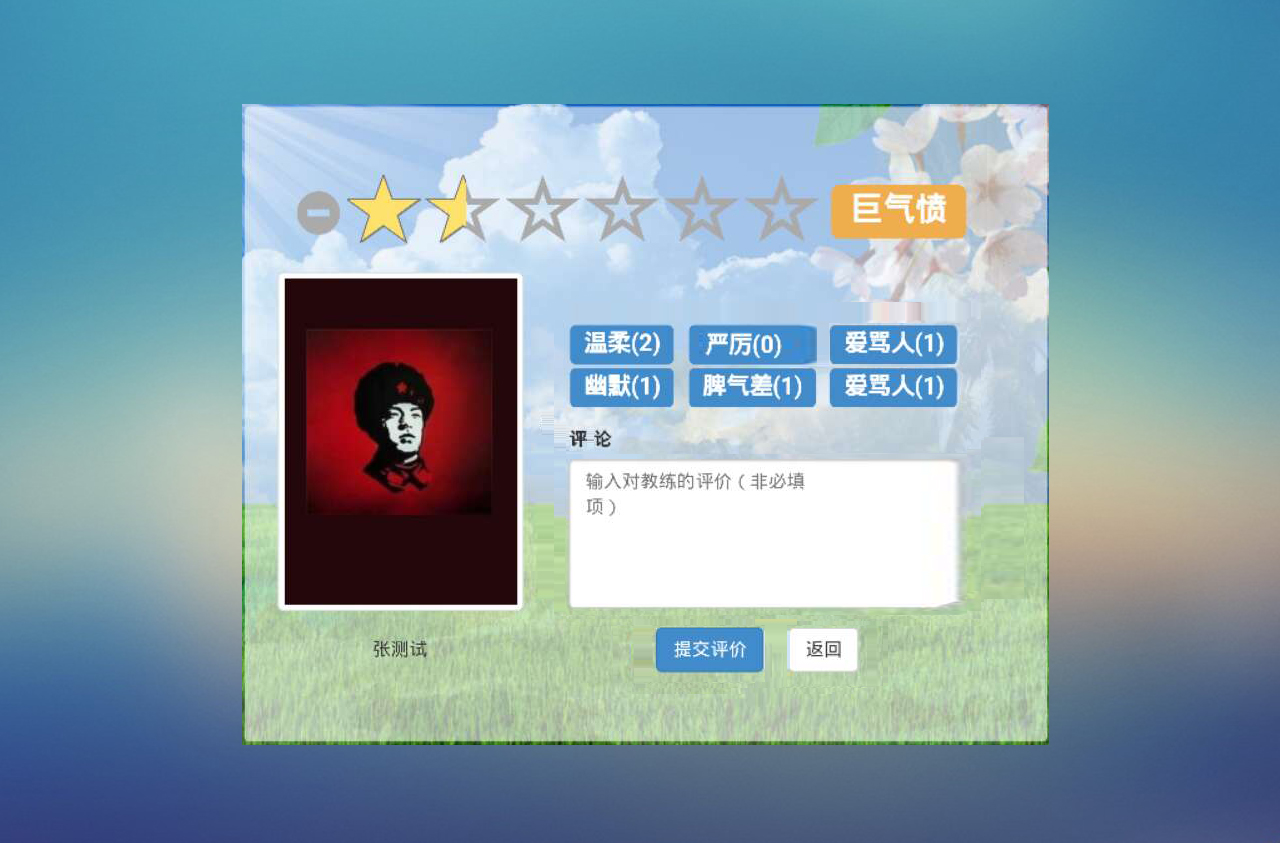 巨气愤
温柔(2) 严厉(0) 爱骂人(1)
幽默(1) 脾气差(1) 爱骂人(1)
评 论
输入对教练的评价（非必填
项）
张测试
提交评价 返回